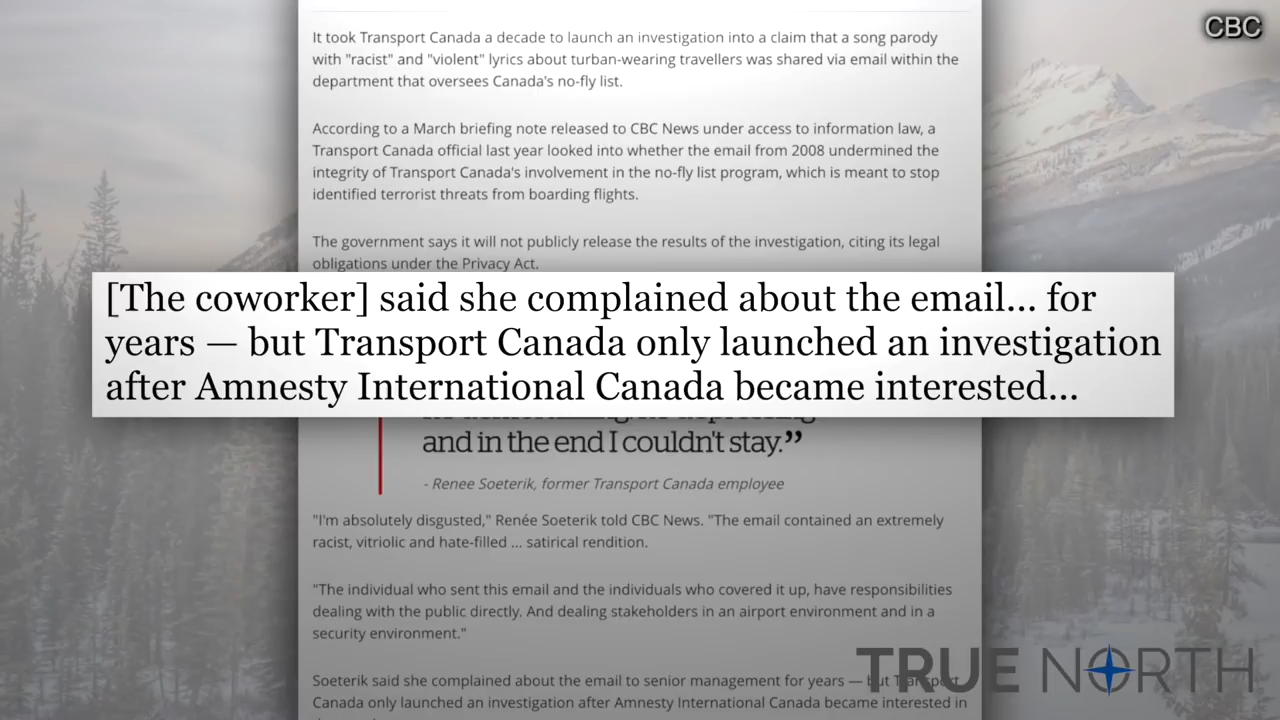 CBC
It took Transport Canada a decade to launch an investigation into a claim that a song parody
with "racist" and "violent" lyrics about turban-wearing travellers was shared via email within the
department that oversees Canada's no-fly list.
According to a March briefing note released to CBC News under access to information law, a
Transport Canada official last year looked into whether the email from 2008 undermined the
integrity of Transport Canada's involvement in the no-fly list program, which is meant to stop
identified terrorist threats from boarding flights.
The government says it will not publicly release the results of the investigation, citing its legal
obligations under the Privacy Act.
[The coworker] said she complained about the email... for
years — but Transport Canada only launched an investigation
after Amnesty International Canada became interested...
and in the end I couldn't stay.”
- Renee Soeterik, former Transport Canada employee
"I'm absolutely disgusted," Renée Soeterik told CBC News. "The email contained an extremely
racist, vitriolic and hate-filled ... satirical rendition.
"The individual who sent this email and the individuals who covered it up, have responsibilities
dealing with the public directly. And dealing stakeholders in an airport environment and in a
security environment."
Soeterik said she complained about the email to senior management for years — but Transport
Canada only launched an investigation after Amnesty International Canada became interested in
TRUE NORTH